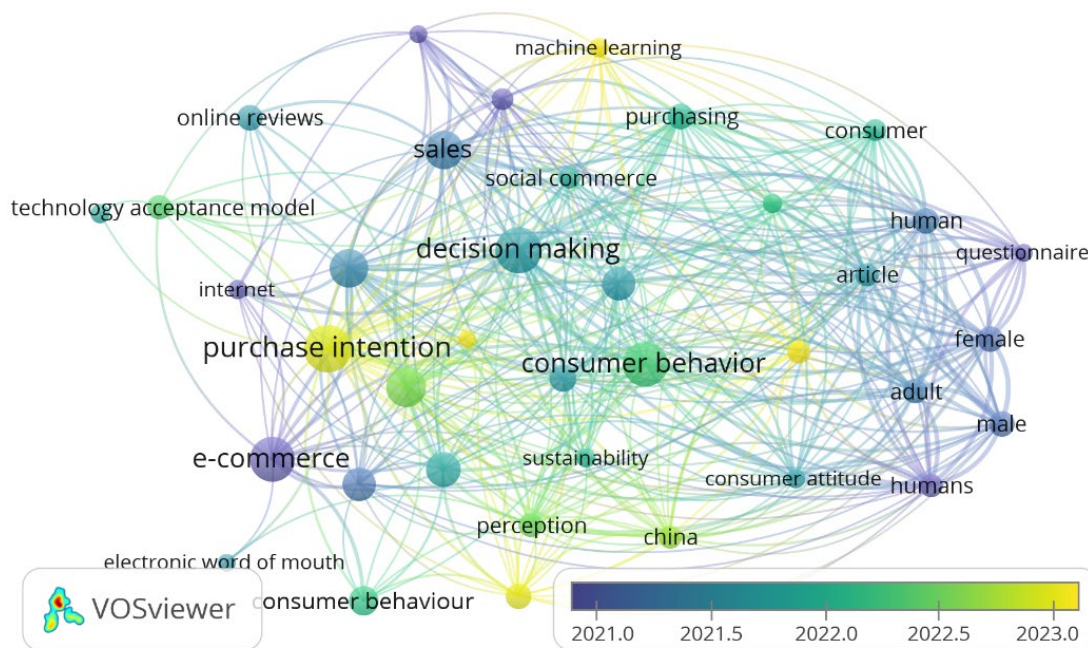 machine learning
online reviews
purchasing
consumer
sales
social commerce
technology acceptance model
human
decision making
questionnaire
article
internet
female
purchase intention
consumer behavior
adult
male
e-commerce
sustainability
consumer attitude
humans
perception
china
electronic word of mouth
consumer behaviour
VOSviewer
2021.0 2021.5 2022.0 2022.5 2023.0